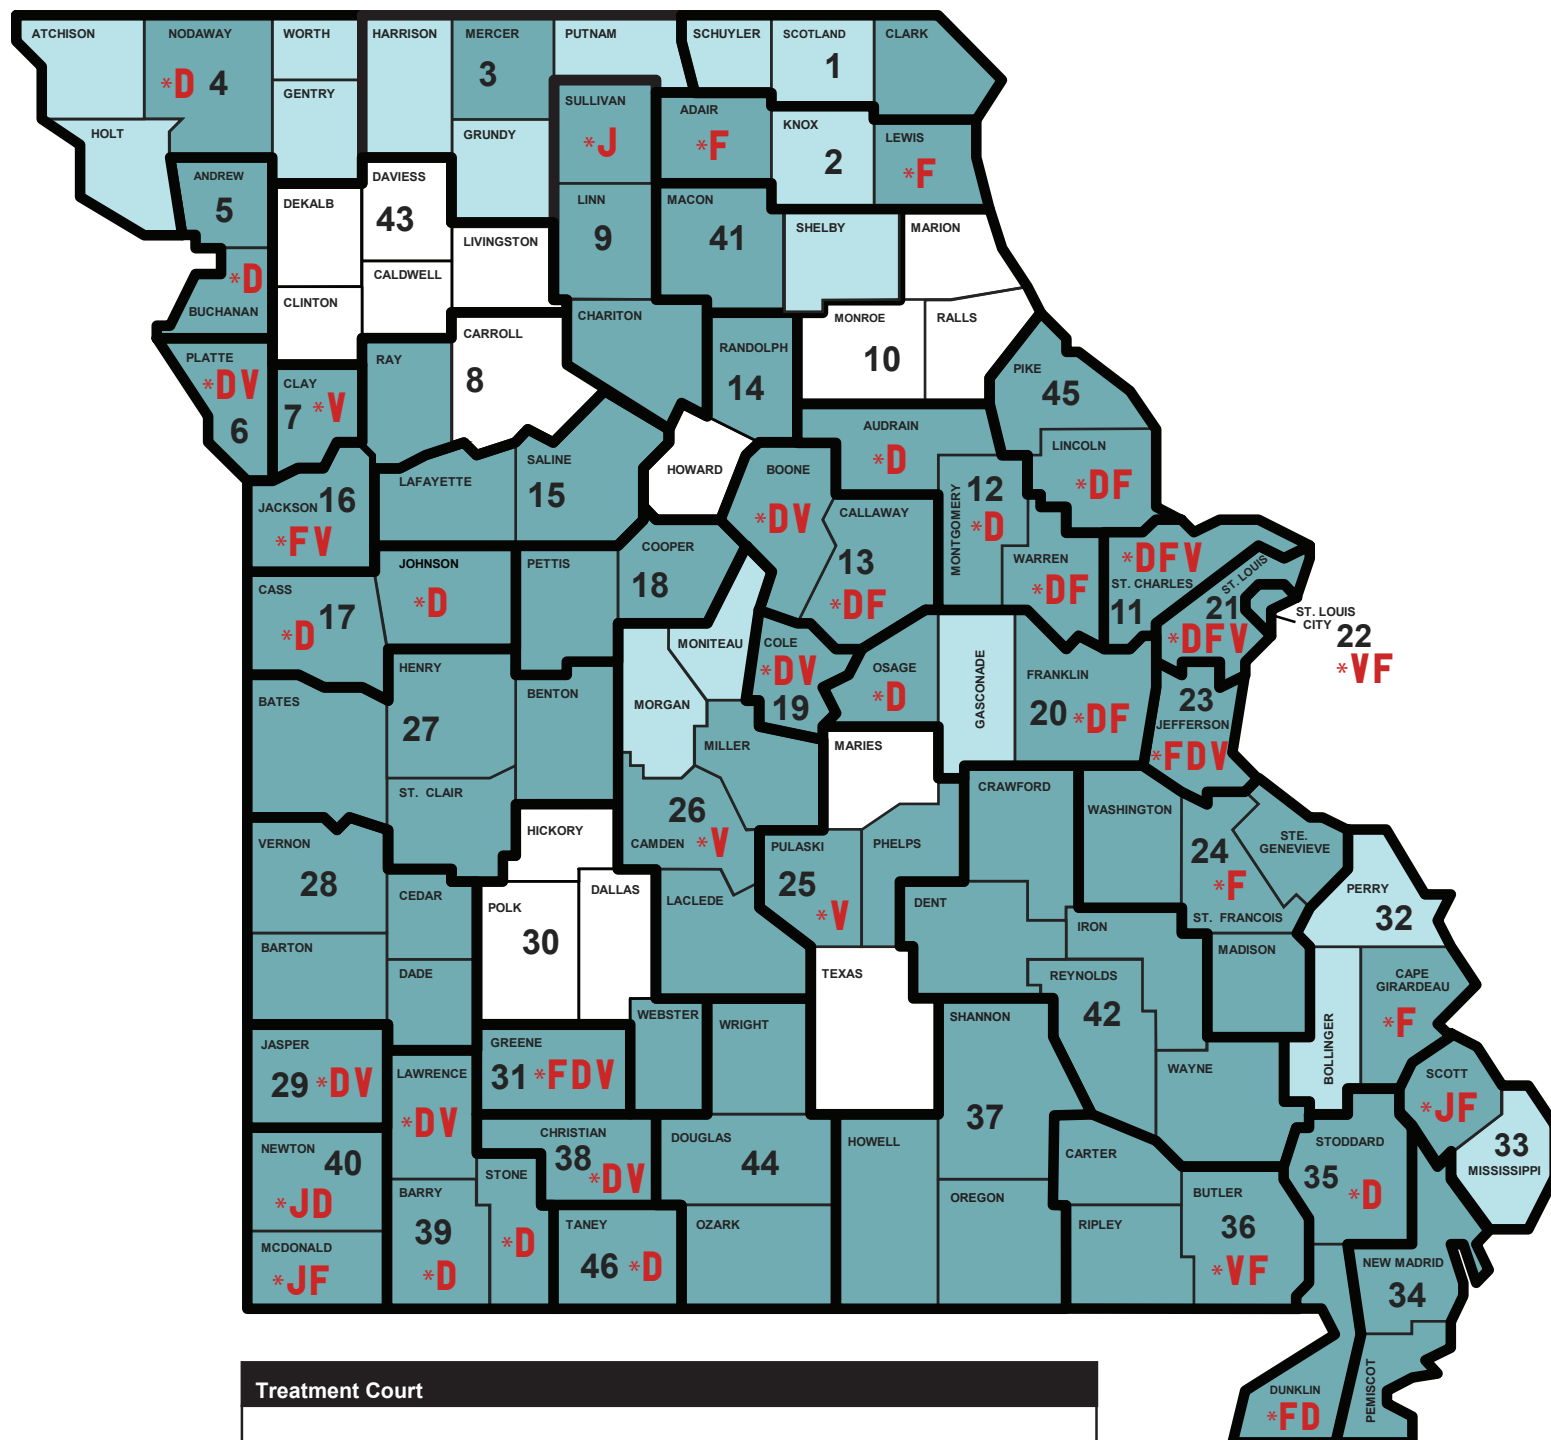 ATCHISON
NODAWAY
WORTH
HARRISON
MERCER
PUTNAM
SCHUYLER
SCOTLAND
CLARK
*D 4
3
1
GENTRY
HOLT
GRUNDY
SULLIVAN
*J
ADAIR
*F
KNOX
2
LEWIS
*F
ANDREW
5
DEKALB
DAVIESS
43
LIVINGSTON
LINN
9
MACON
41
SHELBY
MARION
*D
BUCHANAN
CLINTON
CALDWELL
CARROLL
8
CHARITON
RANDOLPH
14
MONROE
10
RALLS
PLATTE
*DV
6
CLAY
7 *V
RAY
PIKE
45
AUDRAIN
*D
LINCOLN
*DF
JACKSON 16
*FV
LAFAYETTE
SALINE
15
HOWARD
BOONE
*DV
CALLAWAY
13
*DF
MONTGOMERY
12
*D
WARREN
*DF
*DFV
ST. CHARLES
11
ST. LOUIS
21
*DFV
ST. LOUIS
CITY
22
*VF
CASS
17
*D
JOHNSON
*D
PETTIS
COOPER
18
MONITEAU
COLE
*DV
19
OSAGE
*D
GASCONADE
FRANKLIN
20 *DF
23
JEFFERSON
*FDV
BATES
HENRY
27
BENTON
MORGAN
MILLER
MARIES
ST. CLAIR
HICKORY
26
CAMDEN *V
PULASKI
25
*V
PHELPS
CRAWFORD
WASHINGTON
24
*F
ST. FRANCOIS
STE.
GENEVIEVE
VERNON
28
CEDAR
POLK
30
DALLAS
LACLEDE
DENT
IRON
PERRY
32
BARTON
DADE
TEXAS
REYNOLDS
42
MADISON
BOLLINGER
CAPE
GIRARDEAU
*F
WEBSTER
WRIGHT
SHANNON
37
JASPER
29 *DV
LAWRENCE
*DV
GREENE
31 *FDV
WAYNE
SCOTT
*JF
33
MISSISSIPPI
NEWTON
40
*JD
CHRISTIAN
38
*DV
DOUGLAS
44
HOWELL
CARTER
STODDARD
35
*D
BARRY
39
*D
STONE
*D
TANEY
46 *D
OZARK
OREGON
RIPLEY
BUTLER
36
*VF
MCDONALD
*JF
NEW MADRID
34
DUNKLIN
*FD
PEMISCOT
Treatment Court